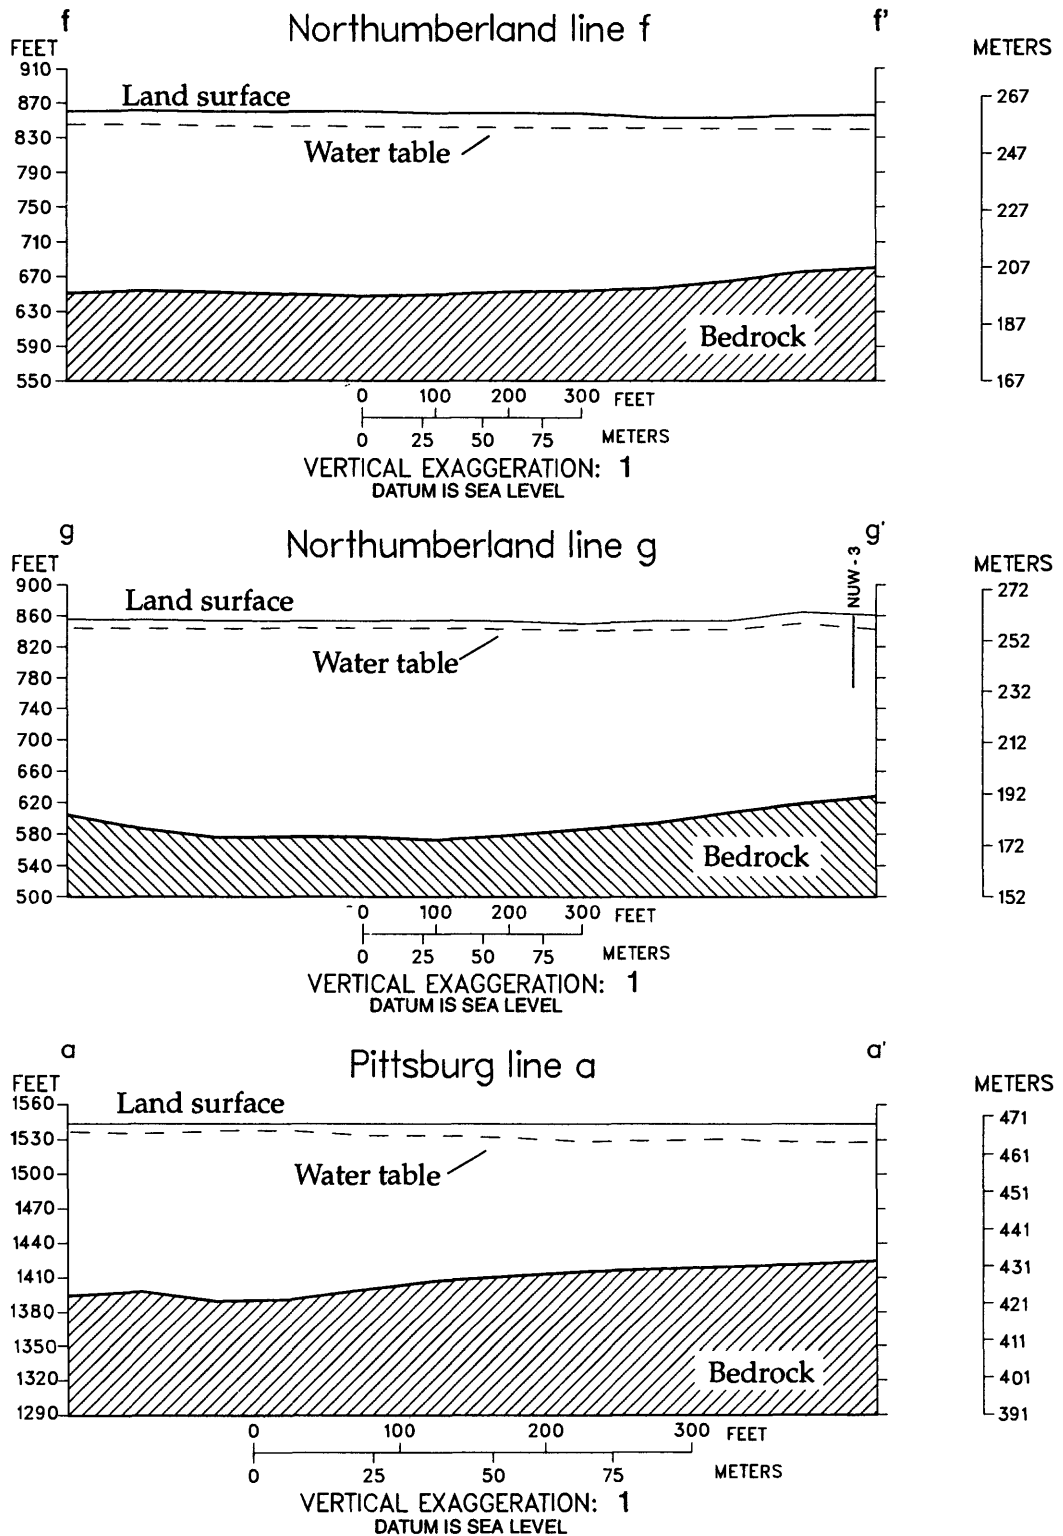 f Northumberland line f f'
FEET METERS
910
870 Land surface 267
830 Water table 247
790
750 227
710
670 207
630 187
590 Bedrock
550 167
0 100 200 300 FEET
0 25 50 75 METERS
VERTICAL EXAGGERATION: 1
DATUM IS SEA LEVEL
g Northumberland line g g'
FEET METERS
NUW-3
900 272
860 Land surface
820 Water table 252
780
740 232
700 212
660
620 192
580 Bedrock 172
540
500 152
0 100 200 300 FEET
0 25 50 75 METERS
VERTICAL EXAGGERATION: 1
DATUM IS SEA LEVEL
a Pittsburg line a a'
FEET METERS
1560 Land surface 471
1530 461
1500 Water table 451
1470 441
1440 431
1410 421
1380 411
1350 401
1320 Bedrock
1290 391
0 100 200 300 FEET
0 25 50 75 METERS
VERTICAL EXAGGERATION: 1
DATUM IS SEA LEVEL